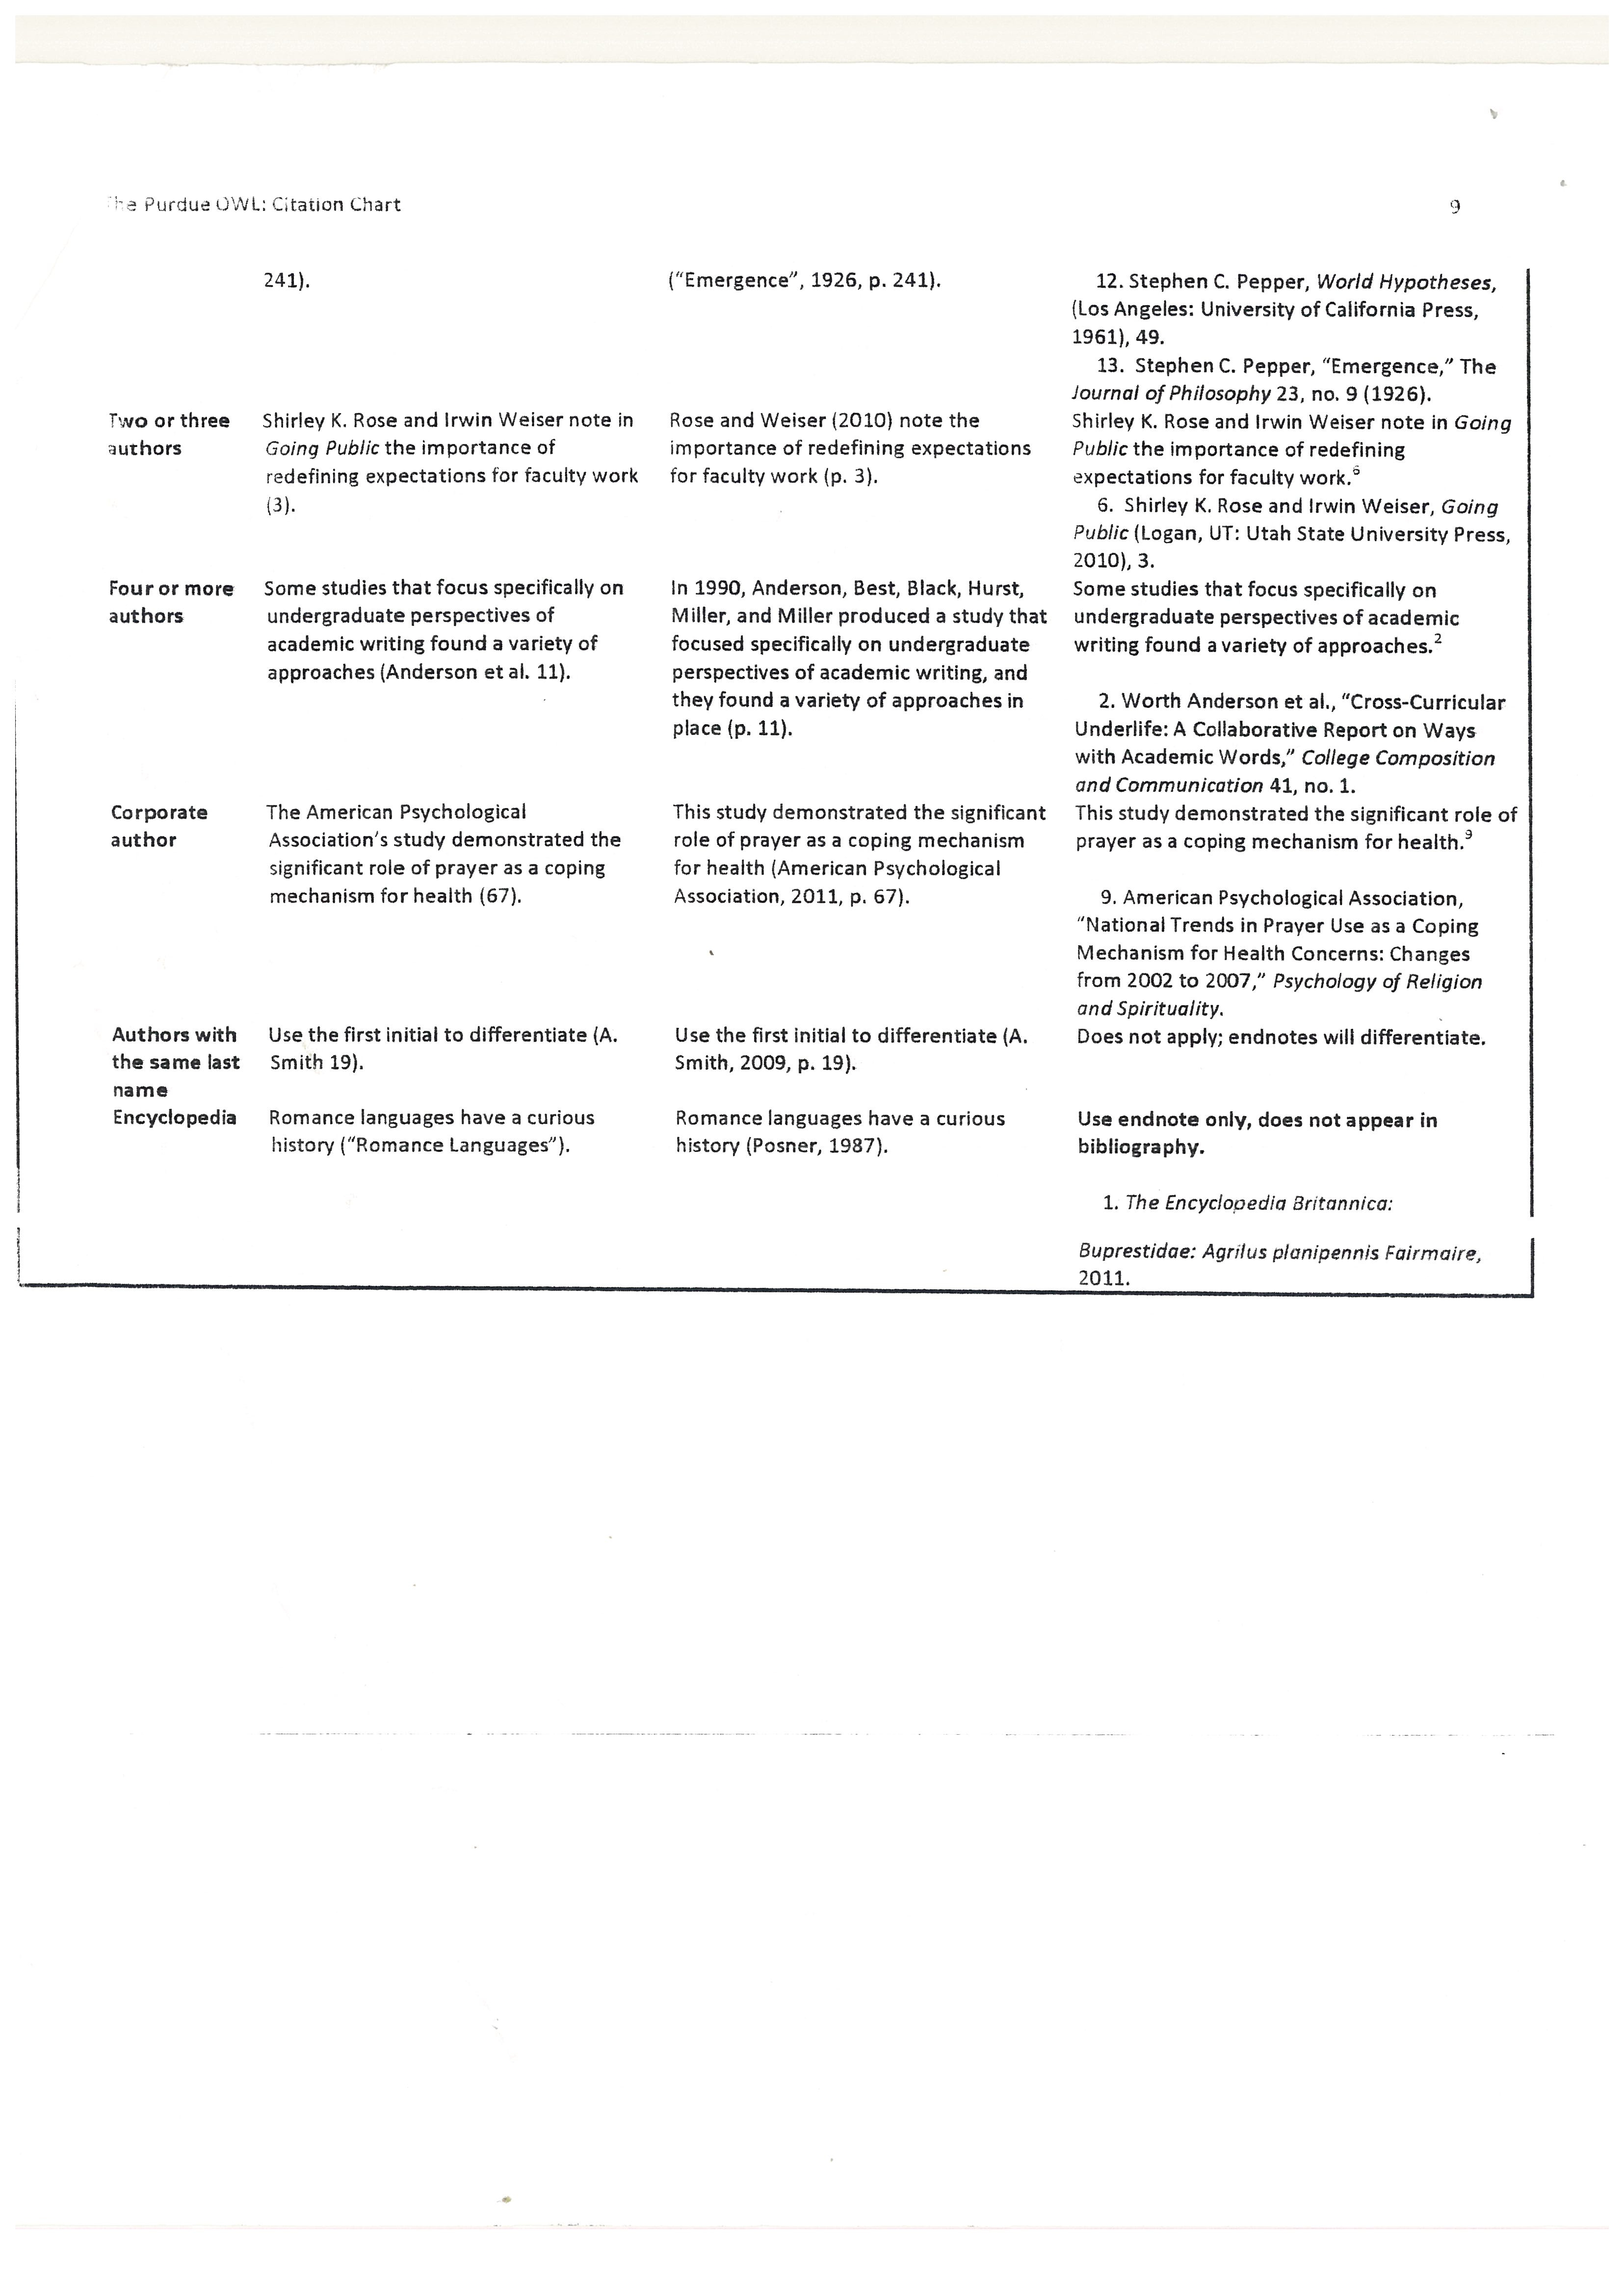 The Purdue OWL: Citation Chart
9
241).
(“Emergence”, 1926, p. 241).
12. Stephen C. Pepper, World Hypotheses,
(Los Angeles: University of California Press,
1961), 49.
13. Stephen C. Pepper, “Emergence,” The
Journal of Philosophy 23, no. 9 (1926).
Two or three
authors
Shirley K. Rose and Irwin Weiser note in
Going Public the importance of
redefining expectations for faculty work
(3).
Rose and Weiser (2010) note the
importance of redefining expectations
for faculty work (p. 3).
Shirley K. Rose and Irwin Weiser note in Going
Public the importance of redefining
expectations for faculty work.⁶
6. Shirley K. Rose and Irwin Weiser, Going
Public (Logan, UT: Utah State University Press,
2010), 3.
Four or more
authors
Some studies that focus specifically on
undergraduate perspectives of
academic writing found a variety of
approaches (Anderson et al. 11).
In 1990, Anderson, Best, Black, Hurst,
Miller, and Miller produced a study that
focused specifically on undergraduate
perspectives of academic writing, and
they found a variety of approaches in
place (p. 11).
Some studies that focus specifically on
undergraduate perspectives of academic
writing found a variety of approaches.²
2. Worth Anderson et al., “Cross-Curricular
Underlife: A Collaborative Report on Ways
with Academic Words,” College Composition
and Communication 41, no. 1.
Corporate
author
The American Psychological
Association’s study demonstrated the
significant role of prayer as a coping
mechanism for health (67).
This study demonstrated the significant
role of prayer as a coping mechanism
for health (American Psychological
Association, 2011, p. 67).
This study demonstrated the significant role of
prayer as a coping mechanism for health.⁹
9. American Psychological Association,
“National Trends in Prayer Use as a Coping
Mechanism for Health Concerns: Changes
from 2002 to 2007,” Psychology of Religion
and Spirituality.
Authors with
the same last
name
Use the first initial to differentiate (A.
Smith 19).
Use the first initial to differentiate (A.
Smith, 2009, p. 19).
Does not apply; endnotes will differentiate.
Encyclopedia
Romance languages have a curious
history (“Romance Languages”).
Romance languages have a curious
history (Posner, 1987).
Use endnote only, does not appear in
bibliography.
1. The Encyclopedia Britannica:
Buprestidae: Agrilus planipennis Fairmaire,
2011.